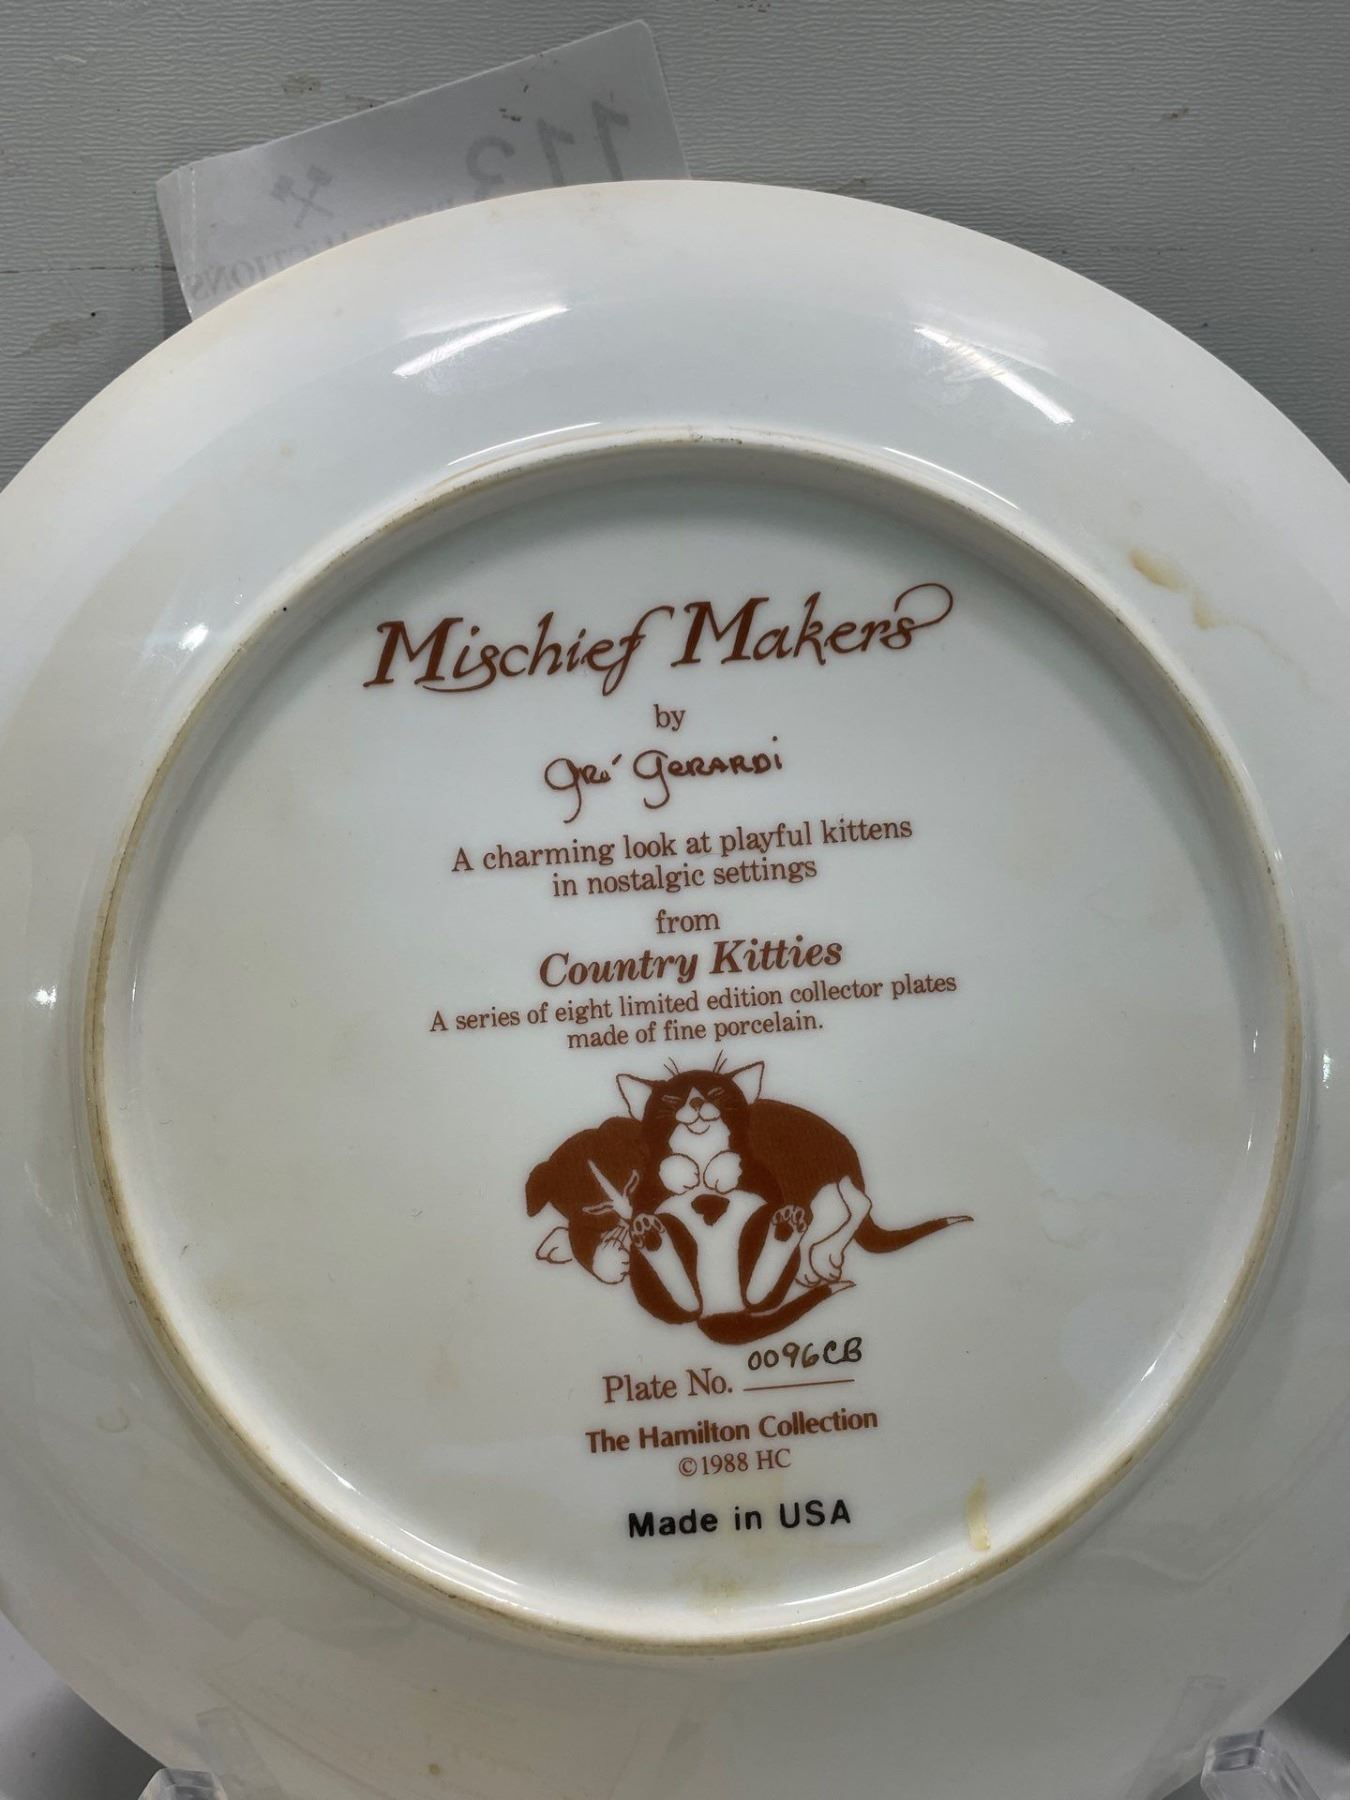 113
AUCTIONS
Mischief Makers
by
Gré Gerardi
A charming look at playful kittens
in nostalgic settings
from
Country Kitties
A series of eight limited edition collector plates
made of fine porcelain.
0096CB
Plate No.
The Hamilton Collection
©1988 HC
Made in USA